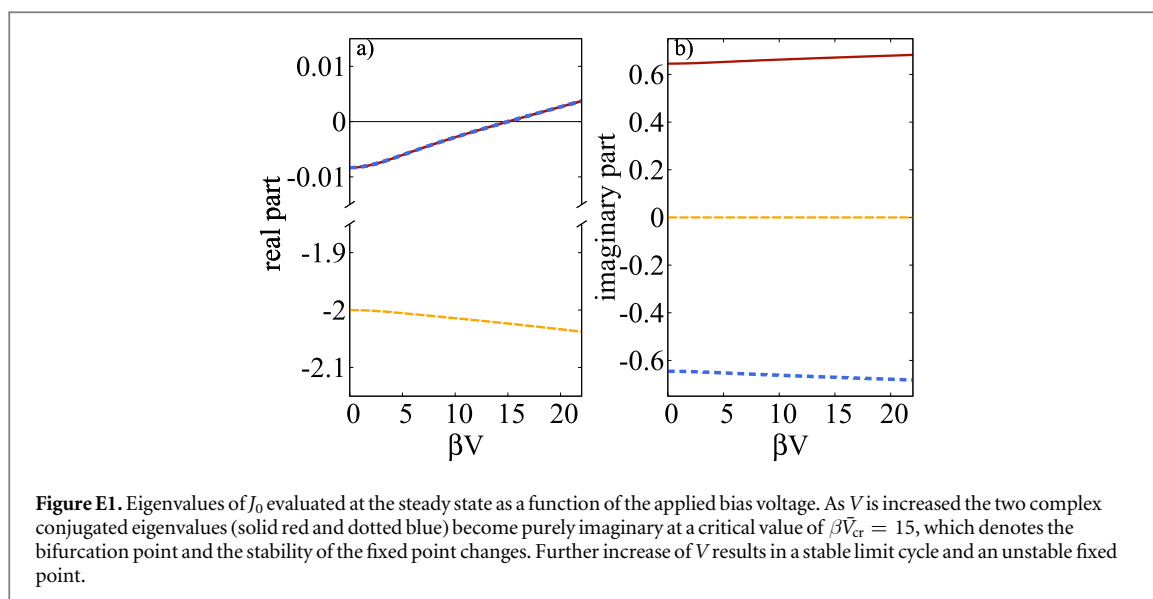 a)
0.01
0
-0.01
-1.9
-2
-2.1
real part
0 5 10 15 20
βV
b)
0.6
0.4
0.2
0
-0.2
-0.4
-0.6
imaginary part
0 5 10 15 20
βV
Figure E1. Eigenvalues of J₀ evaluated at the steady state as a function of the applied bias voltage. As V is increased the two complex
conjugated eigenvalues (solid red and dotted blue) become purely imaginary at a critical value of βV̄cr = 15, which denotes the
bifurcation point and the stability of the fixed point changes. Further increase of V results in a stable limit cycle and an unstable fixed
point.